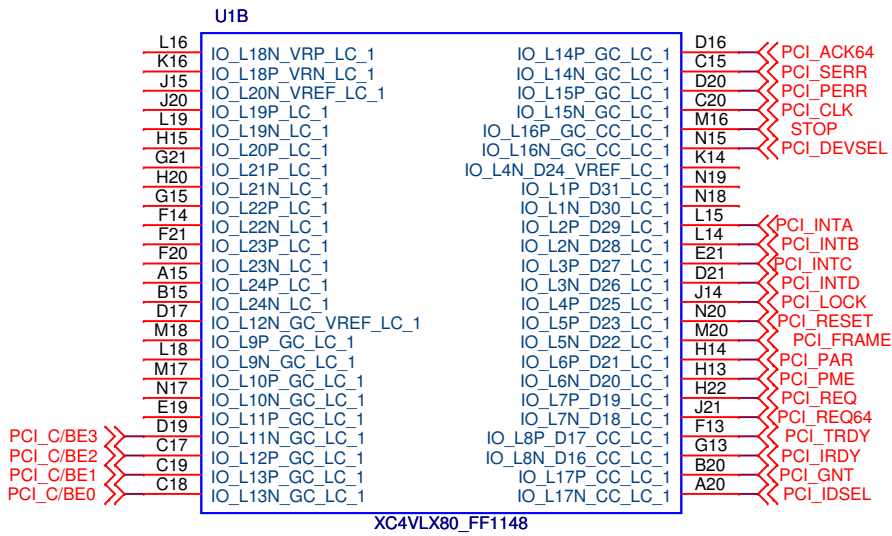 U1B
L16 IO_L18N_VRP_LC_1 IO_L14P_GC_LC_1 D16 PCI_ACK64
K16 IO_L18P_VRN_LC_1 IO_L14N_GC_LC_1 C15 PCI_SERR
J15 IO_L20N_VREF_LC_1 IO_L15P_GC_LC_1 D20 PCI_PERR
J20 IO_L19P_LC_1 IO_L15N_GC_LC_1 C20 PCI_CLK
L19 IO_L19N_LC_1 IO_L16P_GC_CC_LC_1 M16 STOP
H15 IO_L20P_LC_1 IO_L16N_GC_CC_LC_1 N15 PCI_DEVSEL
G21 IO_L21P_LC_1 IO_L4N_D24_VREF_LC_1 K14
H20 IO_L21N_LC_1 IO_L1P_D31_LC_1 N19
G15 IO_L22P_LC_1 IO_L1N_D30_LC_1 N18
F14 IO_L22N_LC_1 IO_L2P_D29_LC_1 L15 PCI_INTA
F21 IO_L23P_LC_1 IO_L2N_D28_LC_1 L14 PCI_INTB
F20 IO_L23N_LC_1 IO_L3P_D27_LC_1 E21 PCI_INTC
A15 IO_L24P_LC_1 IO_L3N_D26_LC_1 D21 PCI_INTD
B15 IO_L24N_LC_1 IO_L4P_D25_LC_1 J14 PCI_LOCK
D17 IO_L12N_GC_VREF_LC_1 IO_L5P_D23_LC_1 N20 PCI_RESET
M18 IO_L9P_GC_LC_1 IO_L5N_D22_LC_1 M20 PCI_FRAME
L18 IO_L9N_GC_LC_1 IO_L6P_D21_LC_1 H14 PCI_PAR
M17 IO_L10P_GC_LC_1 IO_L6N_D20_LC_1 H13 PCI_PME
N17 IO_L10N_GC_LC_1 IO_L7P_D19_LC_1 H22 PCI_REQ
E19 IO_L11P_GC_LC_1 IO_L7N_D18_LC_1 J21 PCI_REQ64
PCI_C/BE3 D19 IO_L11N_GC_LC_1 IO_L8P_D17_CC_LC_1 F13 PCI_TRDY
PCI_C/BE2 C17 IO_L12P_GC_LC_1 IO_L8N_D16_CC_LC_1 G13 PCI_IRDY
PCI_C/BE1 C19 IO_L13P_GC_LC_1 IO_L17P_CC_LC_1 B20 PCI_GNT
PCI_C/BE0 C18 IO_L13N_GC_LC_1 IO_L17N_CC_LC_1 A20 PCI_IDSEL
XC4VLX80_FF1148